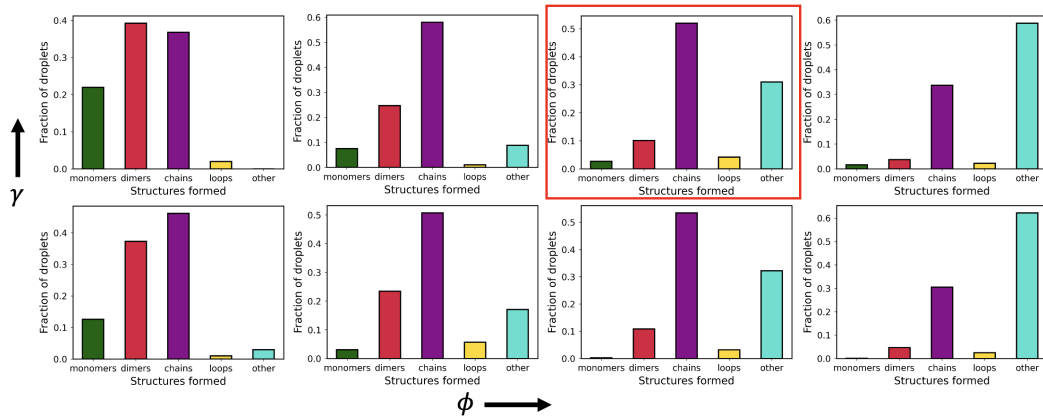 γ
Fraction of droplets
0.4
0.3
0.2
0.1
0.0
monomers dimers chains loops other
Structures formed
Fraction of droplets
0.6
0.5
0.4
0.3
0.2
0.1
0.0
monomers dimers chains loops other
Structures formed
Fraction of droplets
0.5
0.4
0.3
0.2
0.1
0.0
monomers dimers chains loops other
Structures formed
Fraction of droplets
0.6
0.5
0.4
0.3
0.2
0.1
0.0
monomers dimers chains loops other
Structures formed
Fraction of droplets
0.4
0.3
0.2
0.1
0.0
monomers dimers chains loops other
Structures formed
Fraction of droplets
0.5
0.4
0.3
0.2
0.1
0.0
monomers dimers chains loops other
Structures formed
Fraction of droplets
0.5
0.4
0.3
0.2
0.1
0.0
monomers dimers chains loops other
Structures formed
Fraction of droplets
0.6
0.5
0.4
0.3
0.2
0.1
0.0
monomers dimers chains loops other
Structures formed
ϕ